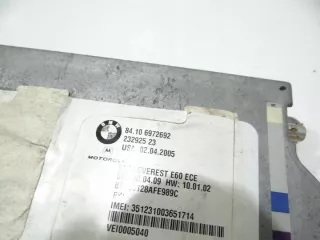 BMW
84.10 6972692
232925 23
USA 02.04.2005
MOTOROLA
EVEREST E60 ECE
04.09 HW: 10.01.02
128AFE989C
IMEI: 351231003651714
VEI0005040